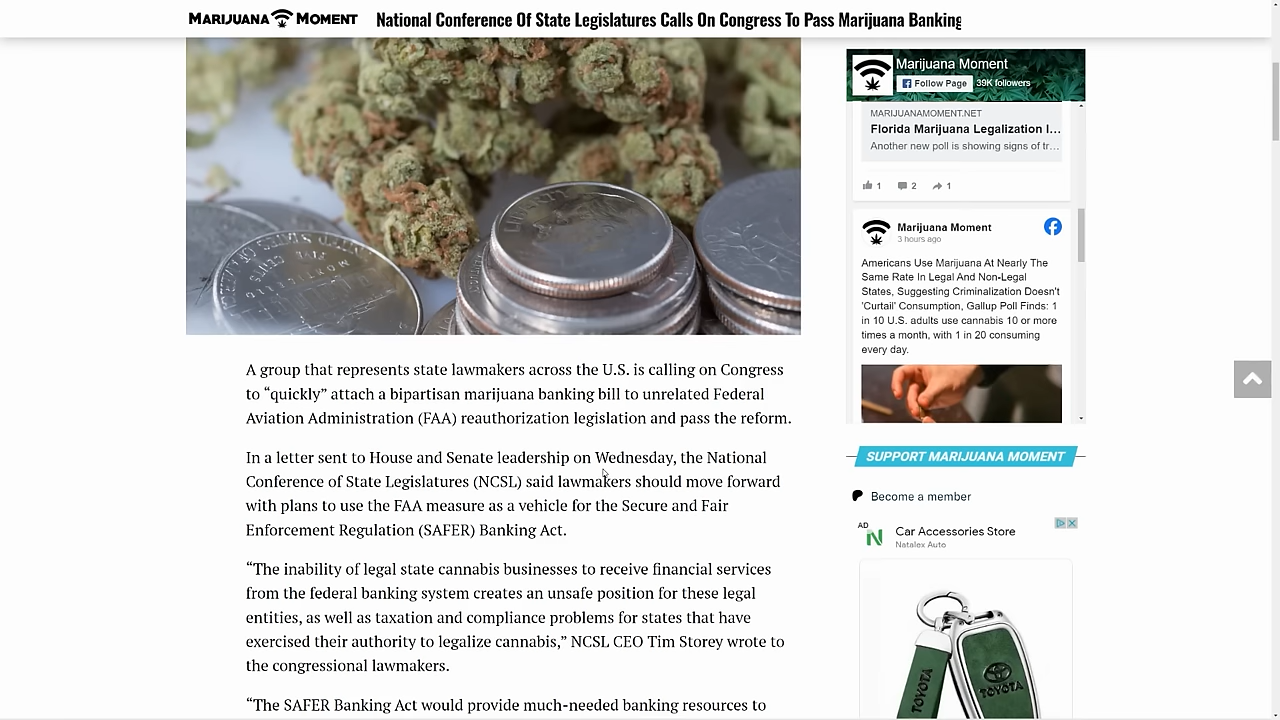 MARIJUANA MOMENT
National Conference Of State Legislatures Calls On Congress To Pass Marijuana Banking
LIBERTY
A group that represents state lawmakers across the U.S. is calling on Congress
to “quickly” attach a bipartisan marijuana banking bill to unrelated Federal
Aviation Administration (FAA) reauthorization legislation and pass the reform.
In a letter sent to House and Senate leadership on Wednesday, the National
Conference of State Legislatures (NCSL) said lawmakers should move forward
with plans to use the FAA measure as a vehicle for the Secure and Fair
Enforcement Regulation (SAFER) Banking Act.
“The inability of legal state cannabis businesses to receive financial services
from the federal banking system creates an unsafe position for these legal
entities, as well as taxation and compliance problems for states that have
exercised their authority to legalize cannabis,” NCSL CEO Tim Storey wrote to
the congressional lawmakers.
“The SAFER Banking Act would provide much-needed banking resources to
Marijuana Moment
Follow Page
39K followers
MARIJUANAMOMENT.NET
Florida Marijuana Legalization I...
Another new poll is showing signs of tr...
1
2
1
Marijuana Moment
3 hours ago
Americans Use Marijuana At Nearly The
Same Rate In Legal And Non-Legal
States, Suggesting Criminalization Doesn't
'Curtail' Consumption, Gallup Poll Finds: 1
in 10 U.S. adults use cannabis 10 or more
times a month, with 1 in 20 consuming
every day.
SUPPORT MARIJUANA MOMENT
Become a member
AD
Car Accessories Store
Natalex Auto
TOYOTA
TOYOTA